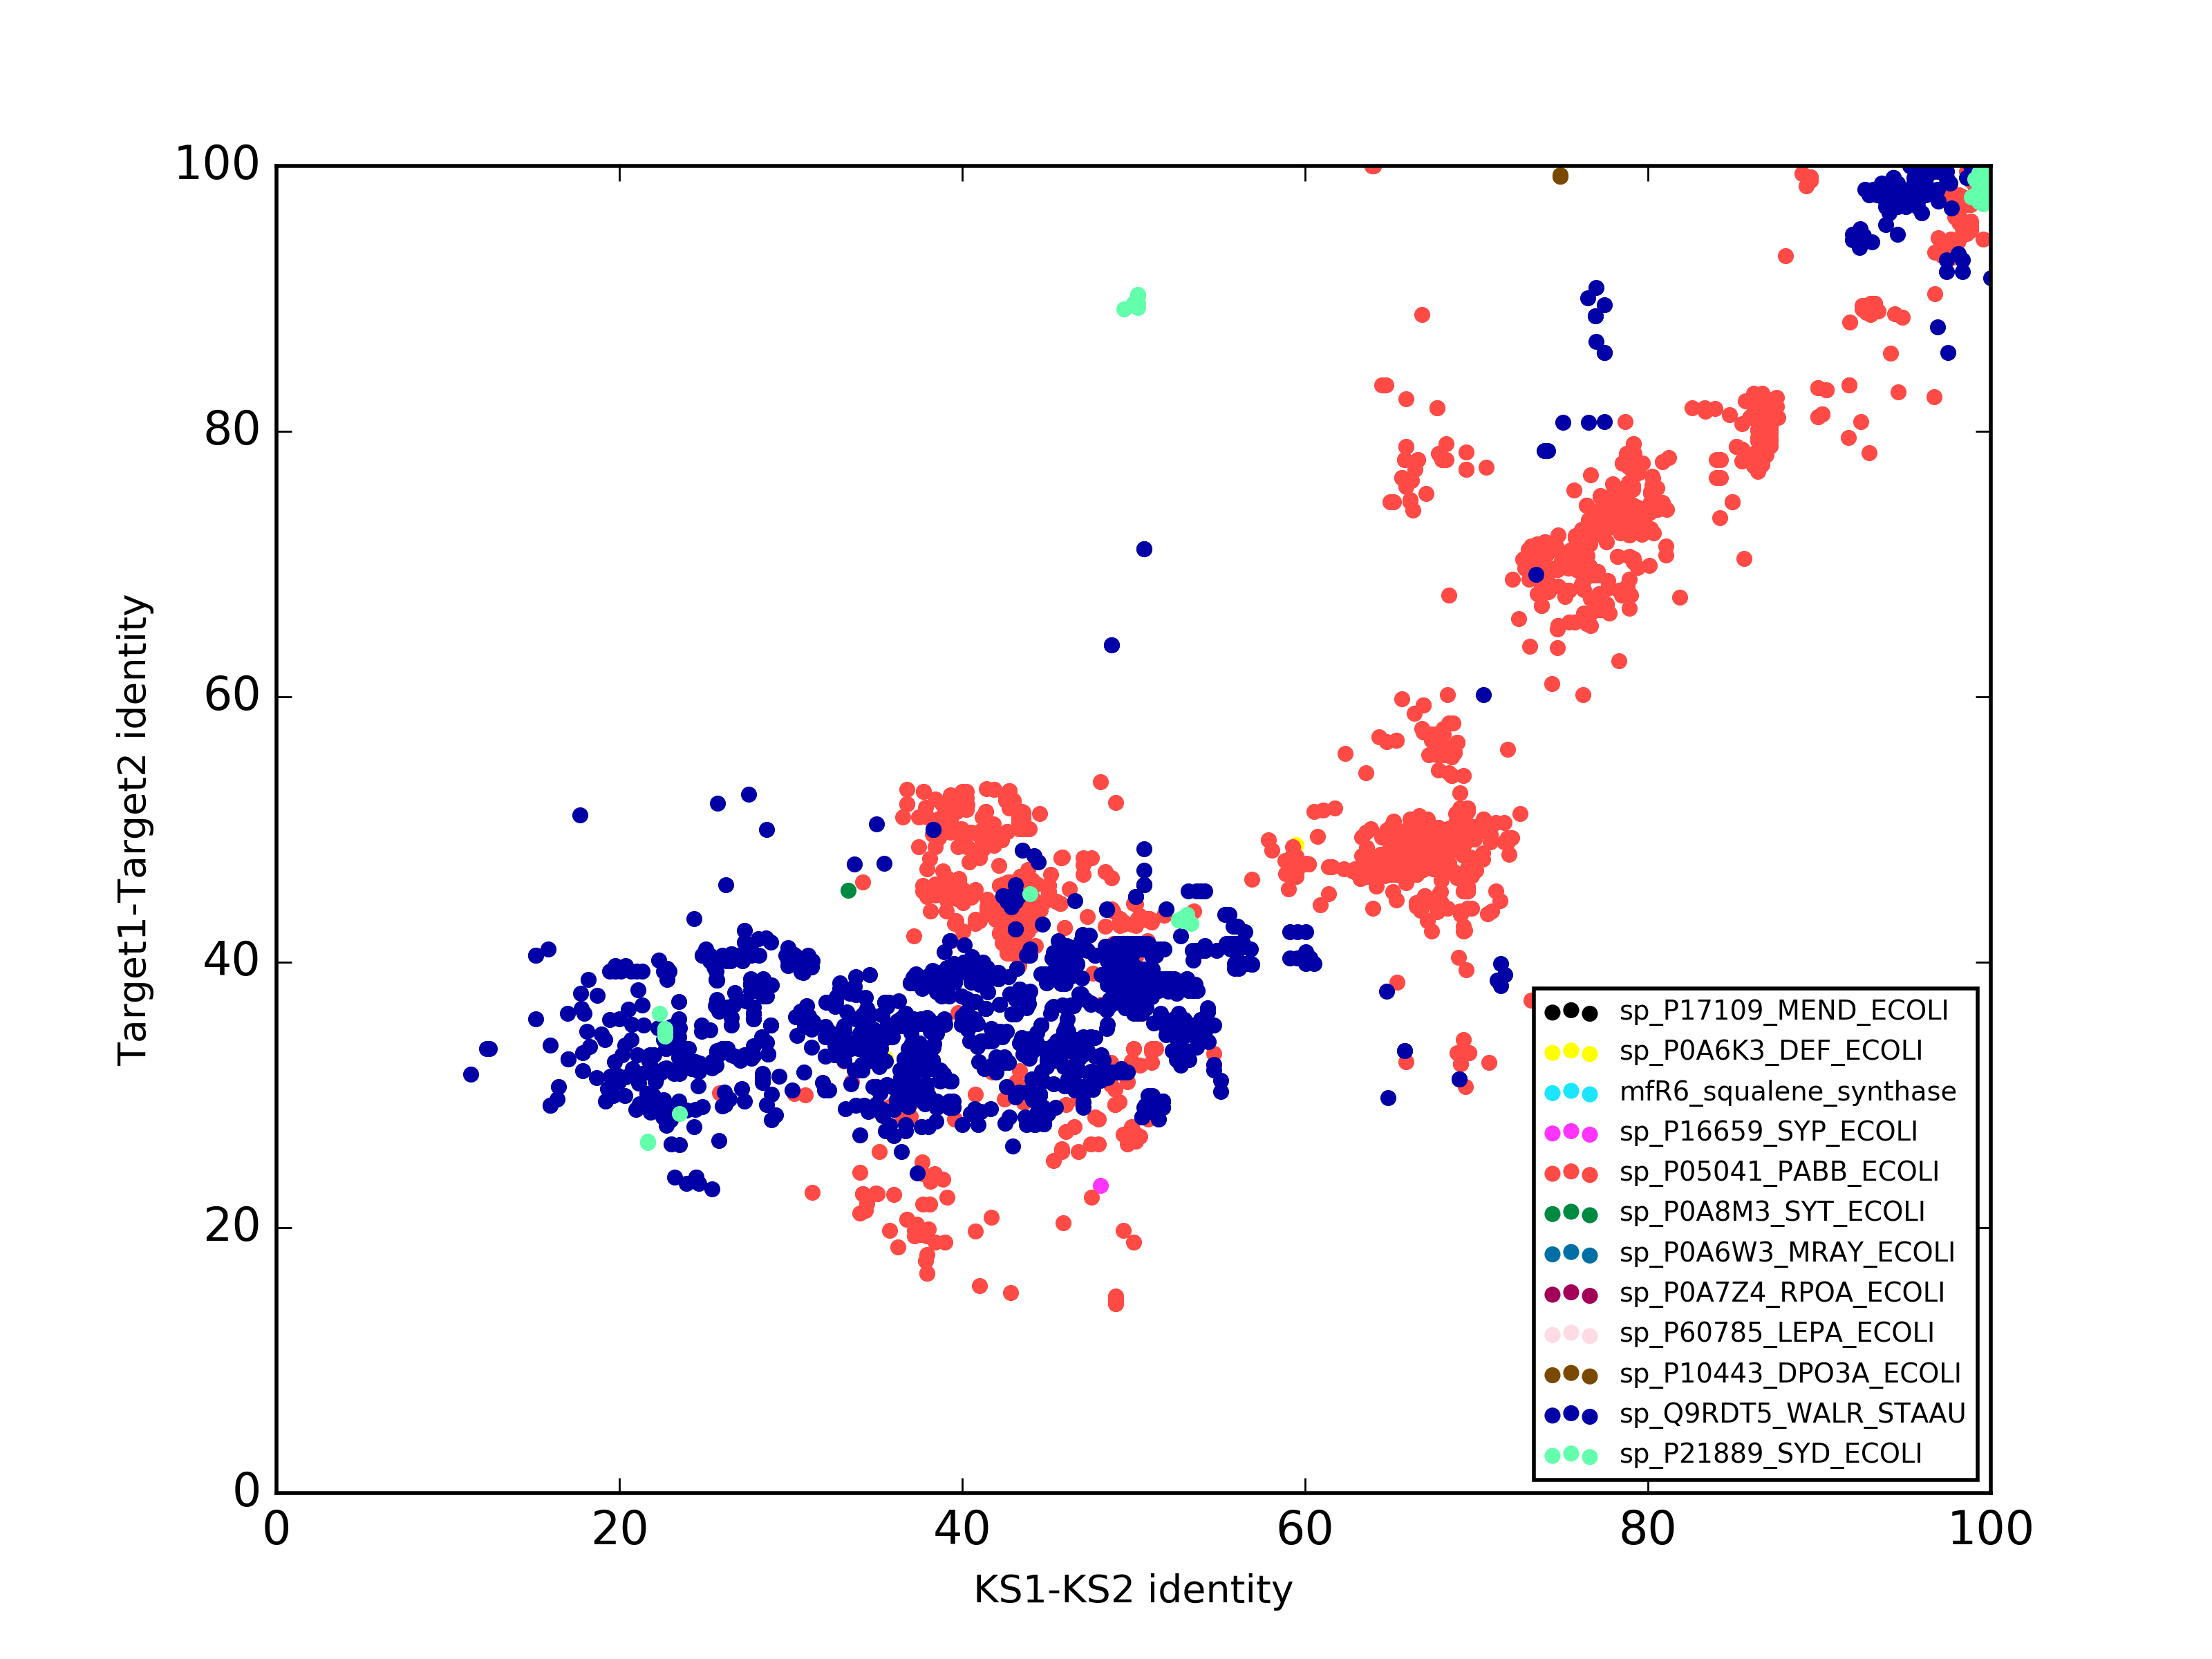 100
80
60
40
20
0
Target1-Target2 identity
sp_P17109_MEND_ECOLI
sp_P0A6K3_DEF_ECOLI
mfR6_squalene_synthase
sp_P16659_SYP_ECOLI
sp_P05041_PABB_ECOLI
sp_P0A8M3_SYT_ECOLI
sp_P0A6W3_MRAY_ECOLI
sp_P0A7Z4_RPOA_ECOLI
sp_P60785_LEPA_ECOLI
sp_P10443_DPO3A_ECOLI
sp_Q9RDT5_WALR_STAAU
sp_P21889_SYD_ECOLI
0 20 40 60 80 100
KS1-KS2 identity